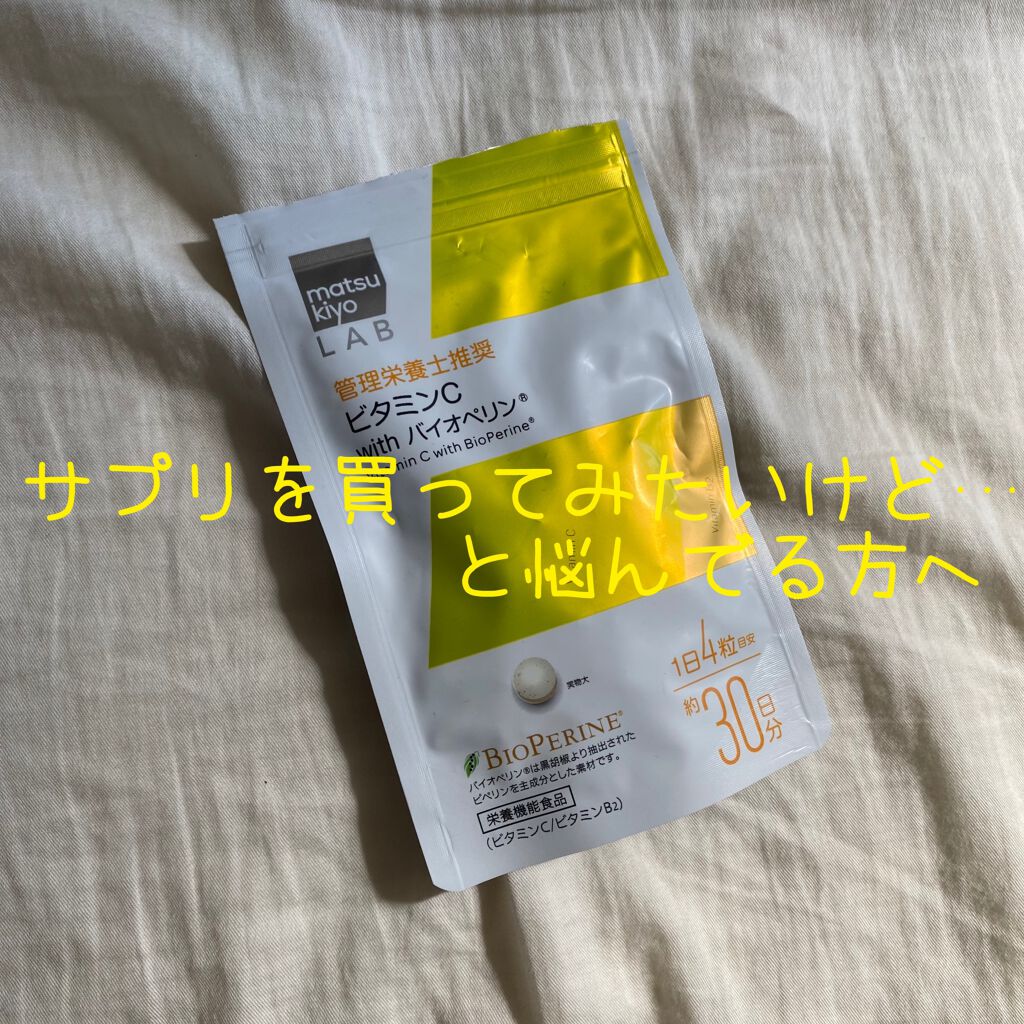 matsu
kiyo
LAB
管理栄養士推奨
ビタミンC
with バイオペリン®
min C with BioPerine®
サプリを買ってみたいけど…
と悩んでる方へ
1日4粒目安
約30日分
実物大
BIOPERINE®
バイオペリン®は黒胡椒より抽出された
ピペリンを主成分とした素材です。
栄養機能食品
(ビタミンC/ビタミンB2)